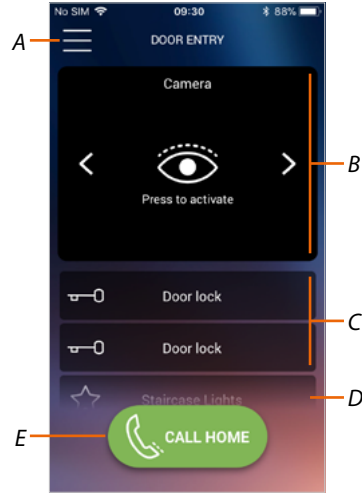 No SIM 09:30 88%
A DOOR ENTRY
Camera
B
Press to activate
Door lock
C
Door lock
Staircase Lights D
E CALL HOME